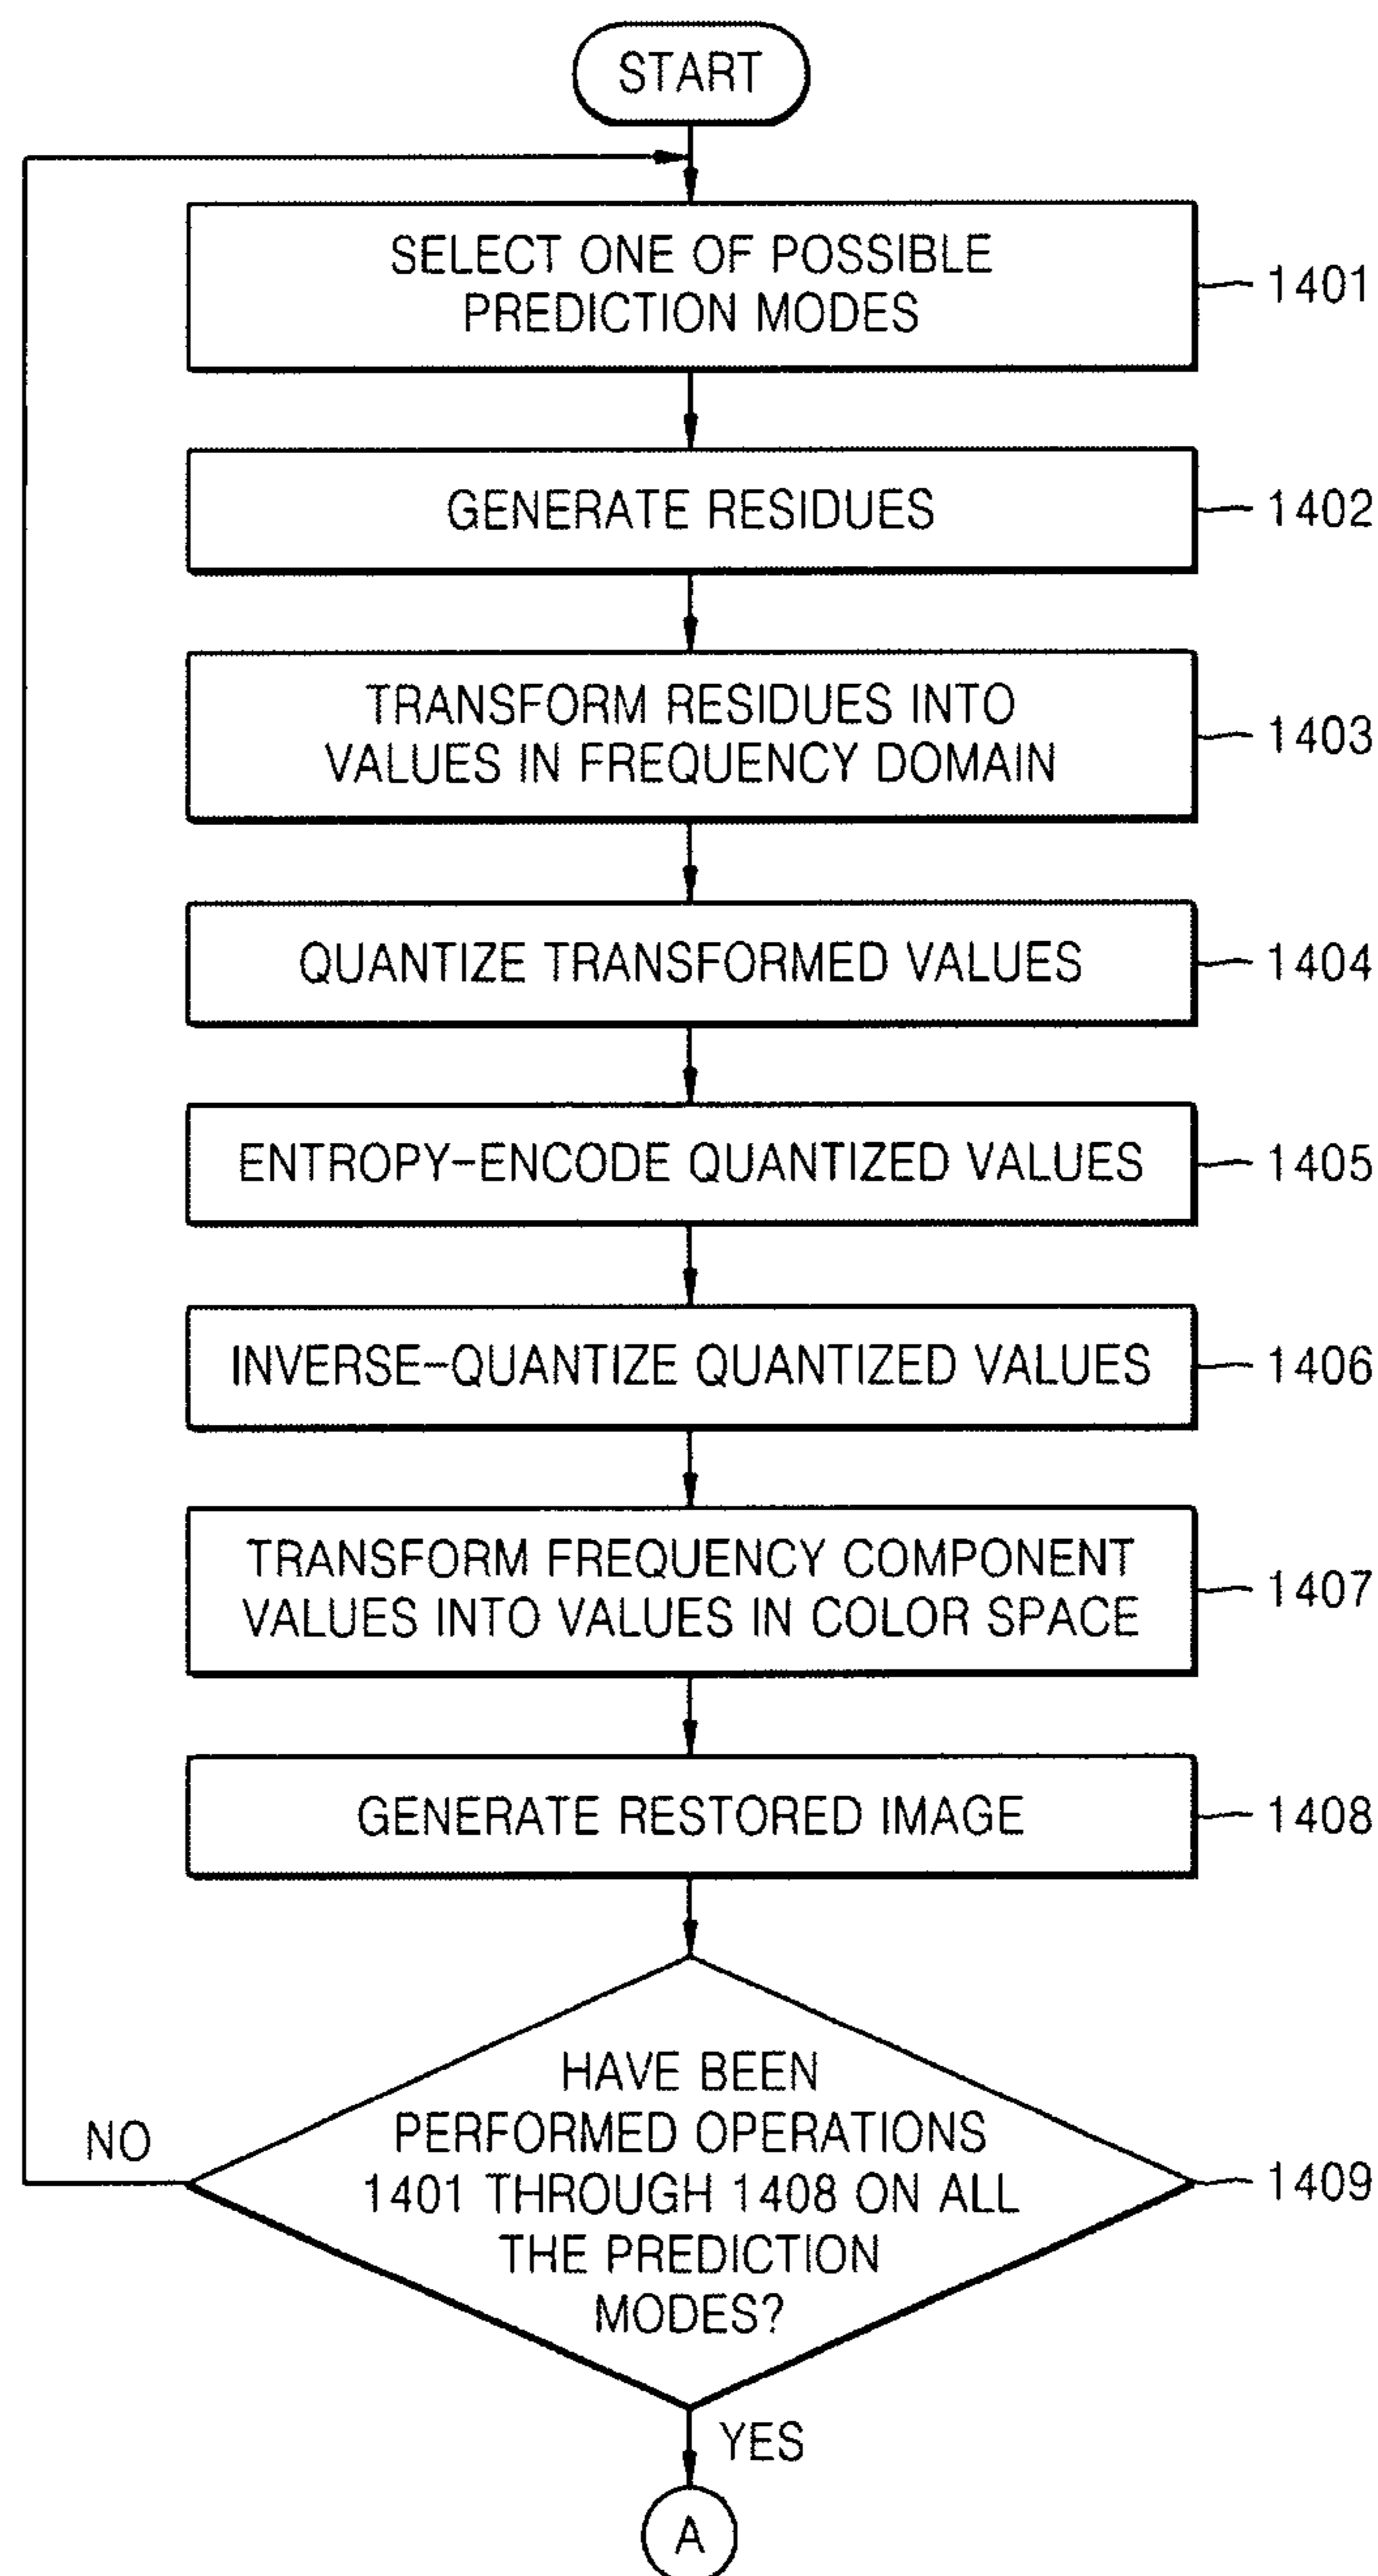 START
SELECT ONE OF POSSIBLE
PREDICTION MODES
1401
GENERATE RESIDUES
1402
TRANSFORM RESIDUES INTO
VALUES IN FREQUENCY DOMAIN
1403
QUANTIZE TRANSFORMED VALUES
1404
ENTROPY-ENCODE QUANTIZED VALUES
1405
INVERSE-QUANTIZE QUANTIZED VALUES
1406
TRANSFORM FREQUENCY COMPONENT
VALUES INTO VALUES IN COLOR SPACE
1407
GENERATE RESTORED IMAGE
1408
HAVE BEEN
PERFORMED OPERATIONS
1401 THROUGH 1408 ON ALL
THE PREDICTION
MODES?
1409
NO
YES
A